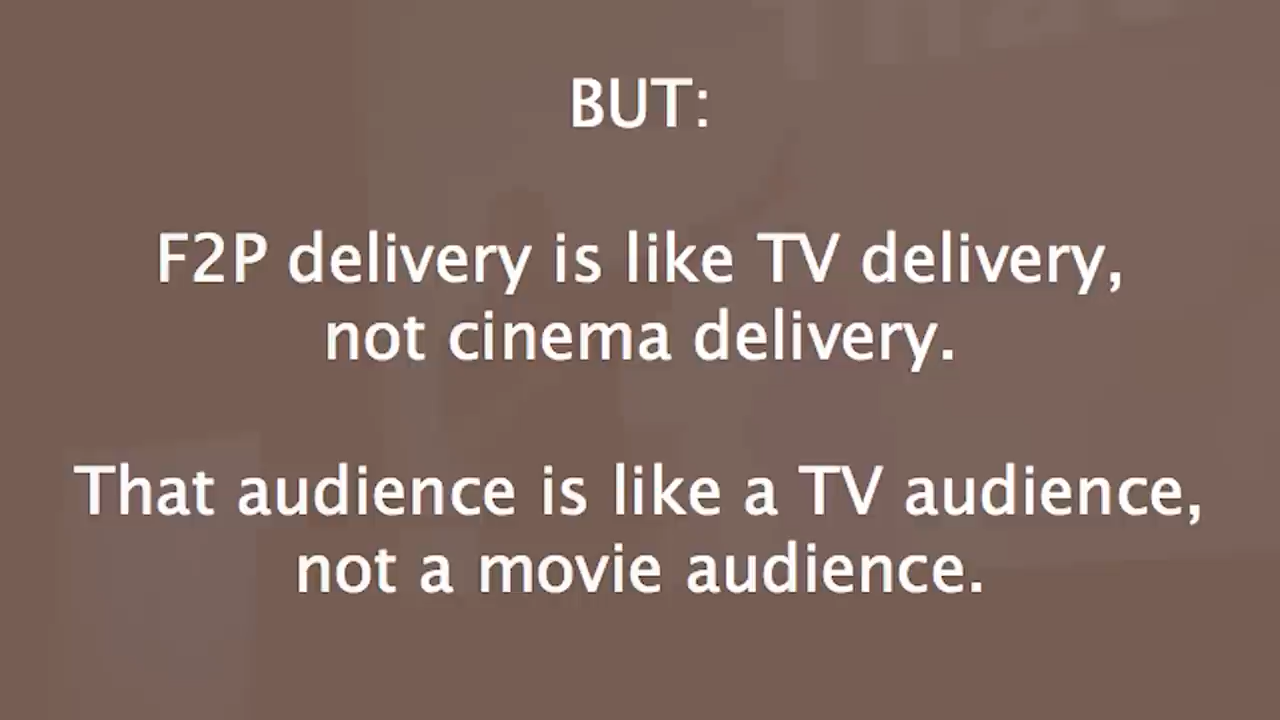 BUT:
F2P delivery is like TV delivery,
not cinema delivery.
That audience is like a TV audience,
not a movie audience.